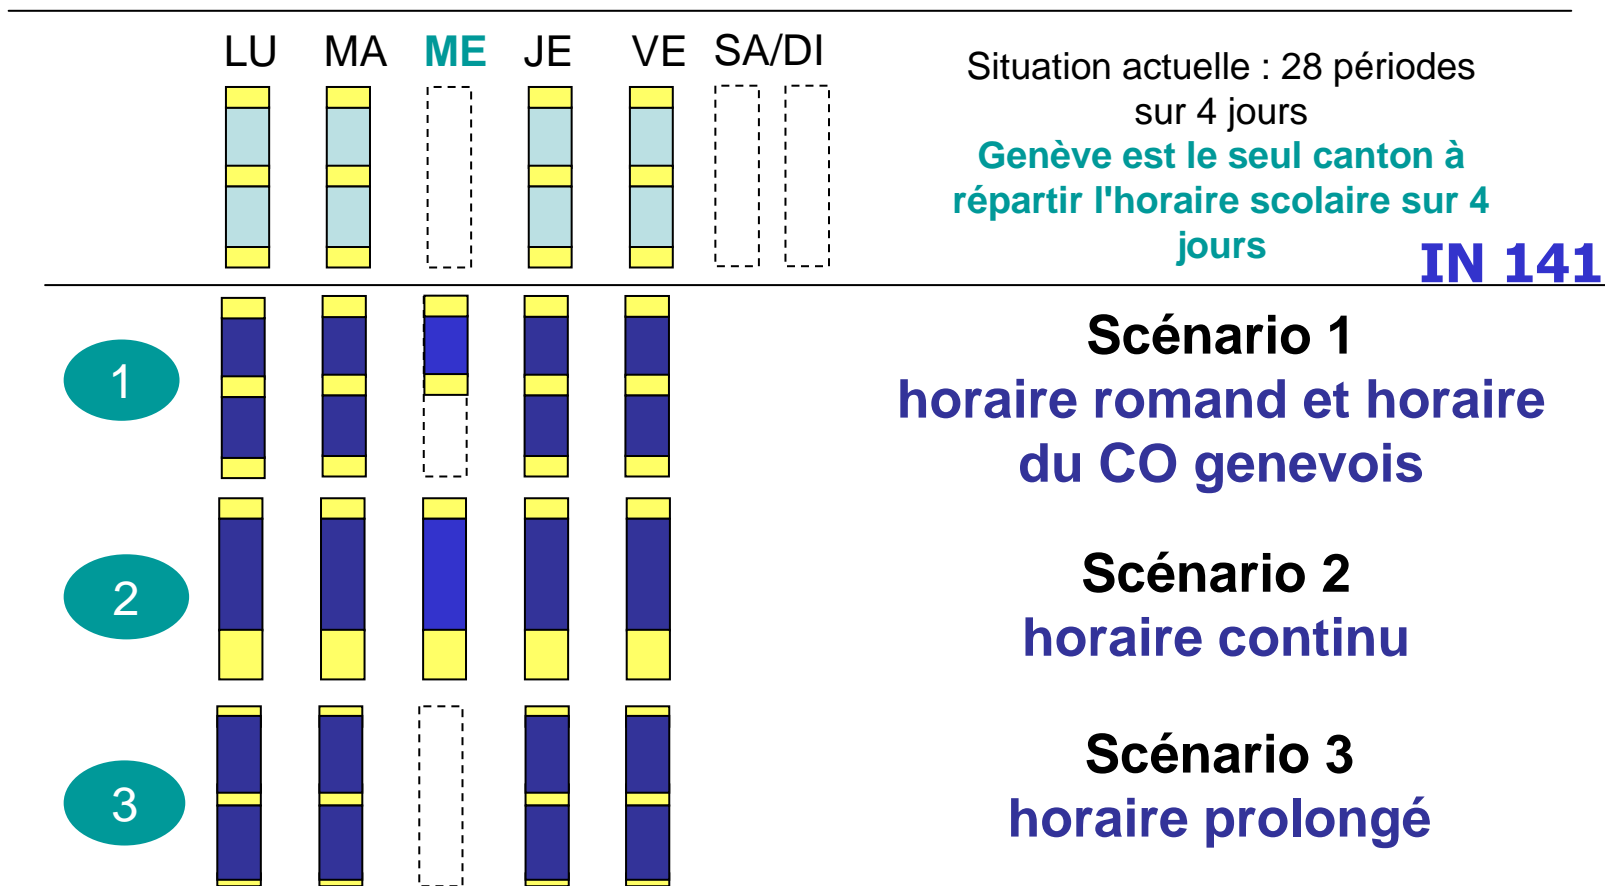 LU MA ME JE VE SA/DI
Situation actuelle : 28 périodes
sur 4 jours
Genève est le seul canton à
répartir l'horaire scolaire sur 4
jours
IN 141
1
Scénario 1
horaire romand et horaire
du CO genevois
2
Scénario 2
horaire continu
3
Scénario 3
horaire prolongé